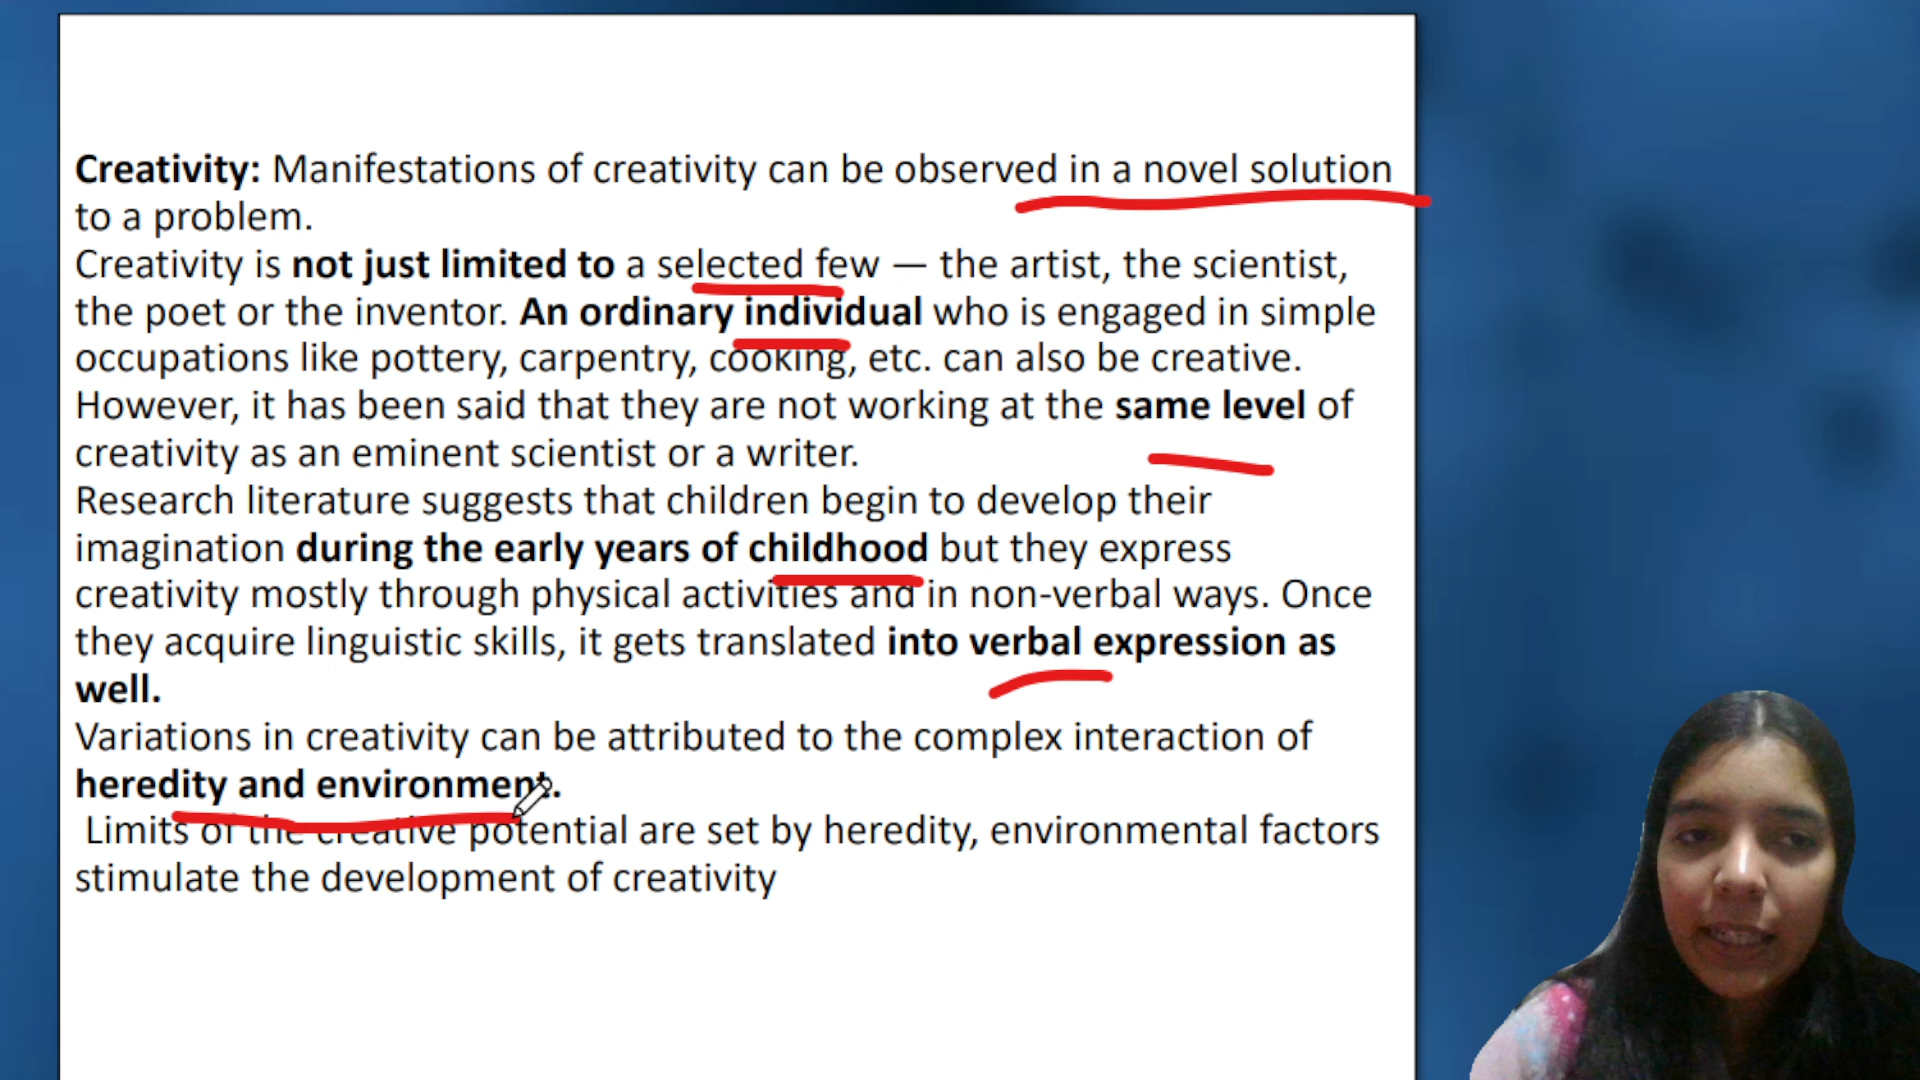 Creativity: Manifestations of creativity can be observed in a novel solution
to a problem.
Creativity is not just limited to a selected few — the artist, the scientist,
the poet or the inventor. An ordinary individual who is engaged in simple
occupations like pottery, carpentry, cooking, etc. can also be creative.
However, it has been said that they are not working at the same level of
creativity as an eminent scientist or a writer.
Research literature suggests that children begin to develop their
imagination during the early years of childhood but they express
creativity mostly through physical activities and in non-verbal ways. Once
they acquire linguistic skills, it gets translated into verbal expression as
well.
Variations in creativity can be attributed to the complex interaction of
heredity and environment.
Limits of the creative potential are set by heredity, environmental factors
stimulate the development of creativity